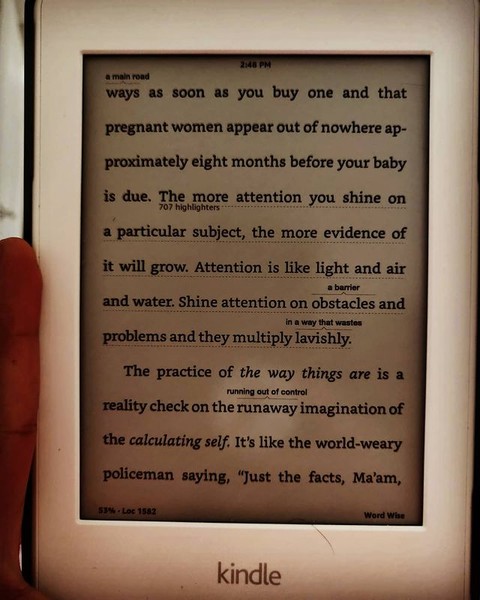 2:46 PM
a main road
ways as soon as you buy one and that
pregnant women appear out of nowhere ap-
proximately eight months before your baby
is due. The more attention you shine on
707 highlighters
a particular subject, the more evidence of
it will grow. Attention is like light and air
a barrier
and water. Shine attention on obstacles and
in a way that wastes
problems and they multiply lavishly.
The practice of the way things are is a
running out of control
reality check on the runaway imagination of
the calculating self. It's like the world-weary
policeman saying, "Just the facts, Ma'am,
53% · Loc 1582
Word Wise
kindle